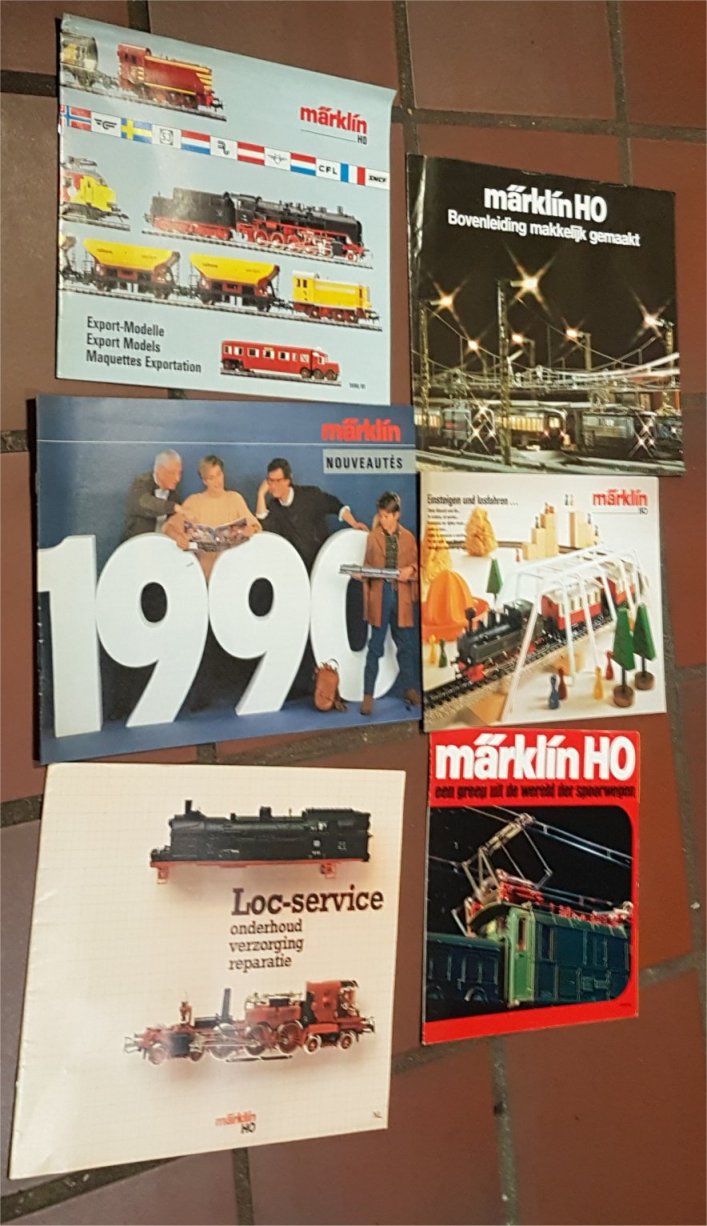 märklin
HO
CFL
SNCF
Export-Modelle
Export Models
Maquettes Exportation
märklin HO
Bovenleiding makkelijk gemaakt
märklin
NOUVEAUTÉS
1990
Einsteigen und losfahren ...
märklin
HO
Loc-service
onderhoud
verzorging
reparatie
märklin
HO
NL
märklin HO
een greep uit de wereld der spoorwegen